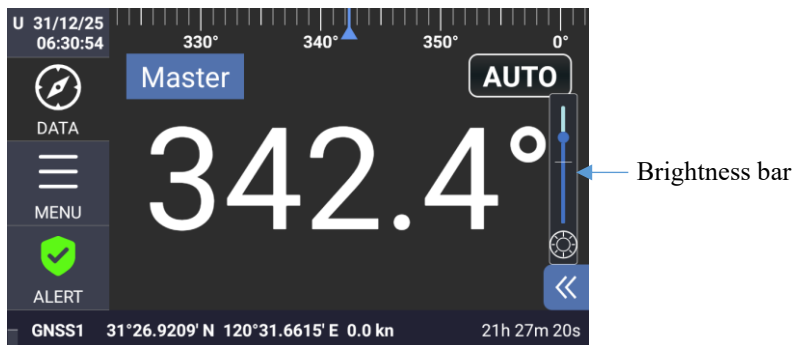 U 31/12/25
06:30:54
330° 340° 350° 0°
Master
AUTO
DATA
342.4°
Brightness bar
MENU
ALERT
GNSS1 31°26.9209' N 120°31.6615' E 0.0 kn 21h 27m 20s